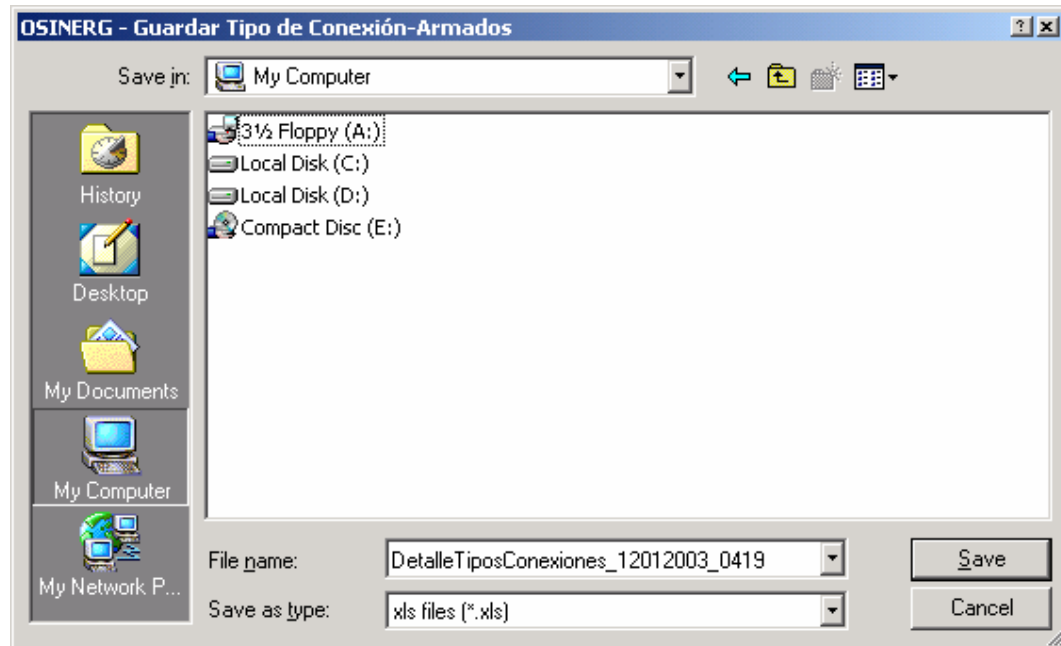 OSINERG - Guardar Tipo de Conexión-Armados
Save in:
My Computer
History
Desktop
My Documents
My Computer
My Network P...
3½ Floppy (A:)
Local Disk (C:)
Local Disk (D:)
Compact Disc (E:)
File name:
DetalleTiposConexiones_12012003_0419
Save
Save as type:
xls files (*.xls)
Cancel